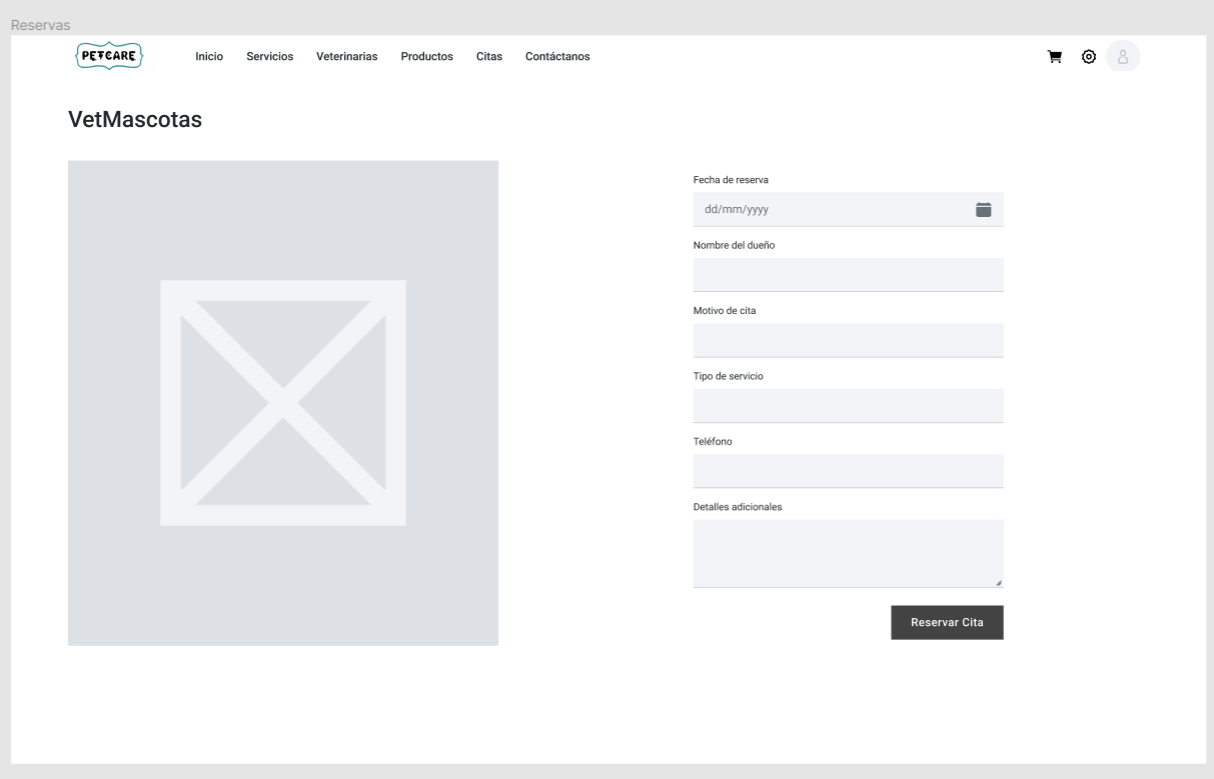 Reservas
PETCARE
Inicio Servicios Veterinarias Productos Citas Contáctanos
VetMascotas
Fecha de reserva
dd/mm/yyyy
Nombre del dueño
Motivo de cita
Tipo de servicio
Teléfono
Detalles adicionales
Reservar Cita